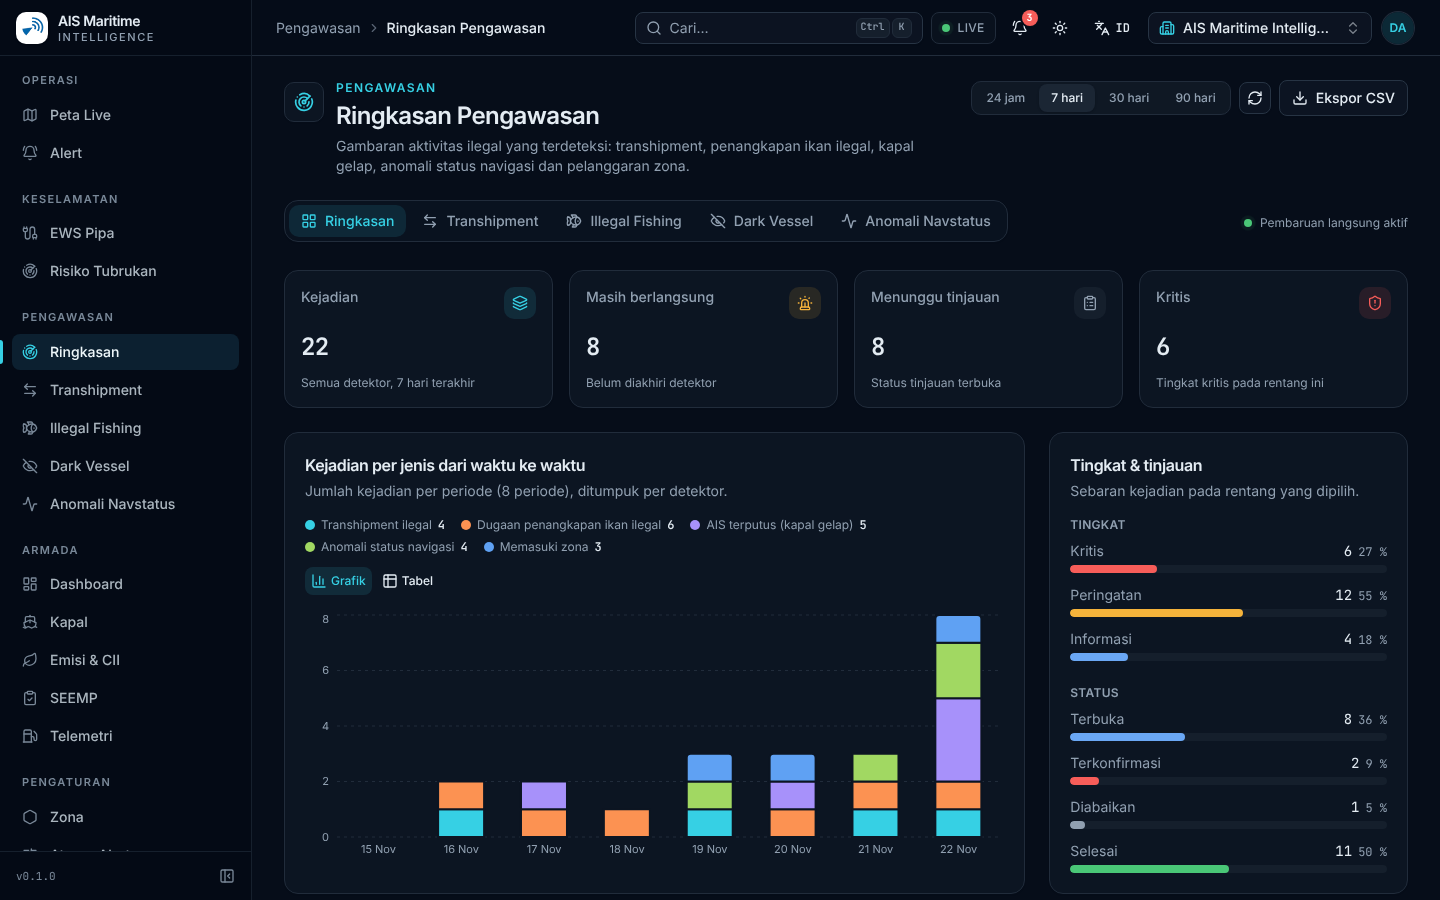 AIS Maritime
INTELLIGENCE
OPERASI
Peta Live
Alert
KESELAMATAN
EWS Pipa
Risiko Tubrukan
PENGAWASAN
Ringkasan
Transhipment
Illegal Fishing
Dark Vessel
Anomali Navstatus
ARMADA
Dashboard
Kapal
Emisi & CII
SEEMP
Telemetri
PENGATURAN
Zona
v0.1.0
Pengawasan > Ringkasan Pengawasan
Cari... Ctrl K
LIVE
3
ID
AIS Maritime Intellig...
DA
PENGAWASAN
Ringkasan Pengawasan
Gambaran aktivitas ilegal yang terdeteksi: transhipment, penangkapan ikan ilegal, kapal
gelap, anomali status navigasi dan pelanggaran zona.
24 jam 7 hari 30 hari 90 hari
Ekspor CSV
Ringkasan Transhipment Illegal Fishing Dark Vessel Anomali Navstatus
Pembaruan langsung aktif
Kejadian
22
Semua detektor, 7 hari terakhir
Masih berlangsung
8
Belum diakhiri detektor
Menunggu tinjauan
8
Status tinjauan terbuka
Kritis
6
Tingkat kritis pada rentang ini
Kejadian per jenis dari waktu ke waktu
Jumlah kejadian per periode (8 periode), ditumpuk per detektor.
Transhipment ilegal 4 Dugaan penangkapan ikan ilegal 6 AIS terputus (kapal gelap) 5
Anomali status navigasi 4 Memasuki zona 3
Grafik Tabel
8
6
4
2
0
15 Nov 16 Nov 17 Nov 18 Nov 19 Nov 20 Nov 21 Nov 22 Nov
Tingkat & tinjauan
Sebaran kejadian pada rentang yang dipilih.
TINGKAT
Kritis 6 27 %
Peringatan 12 55 %
Informasi 4 18 %
STATUS
Terbuka 8 36 %
Terkonfirmasi 2 9 %
Diabaikan 1 5 %
Selesai 11 50 %